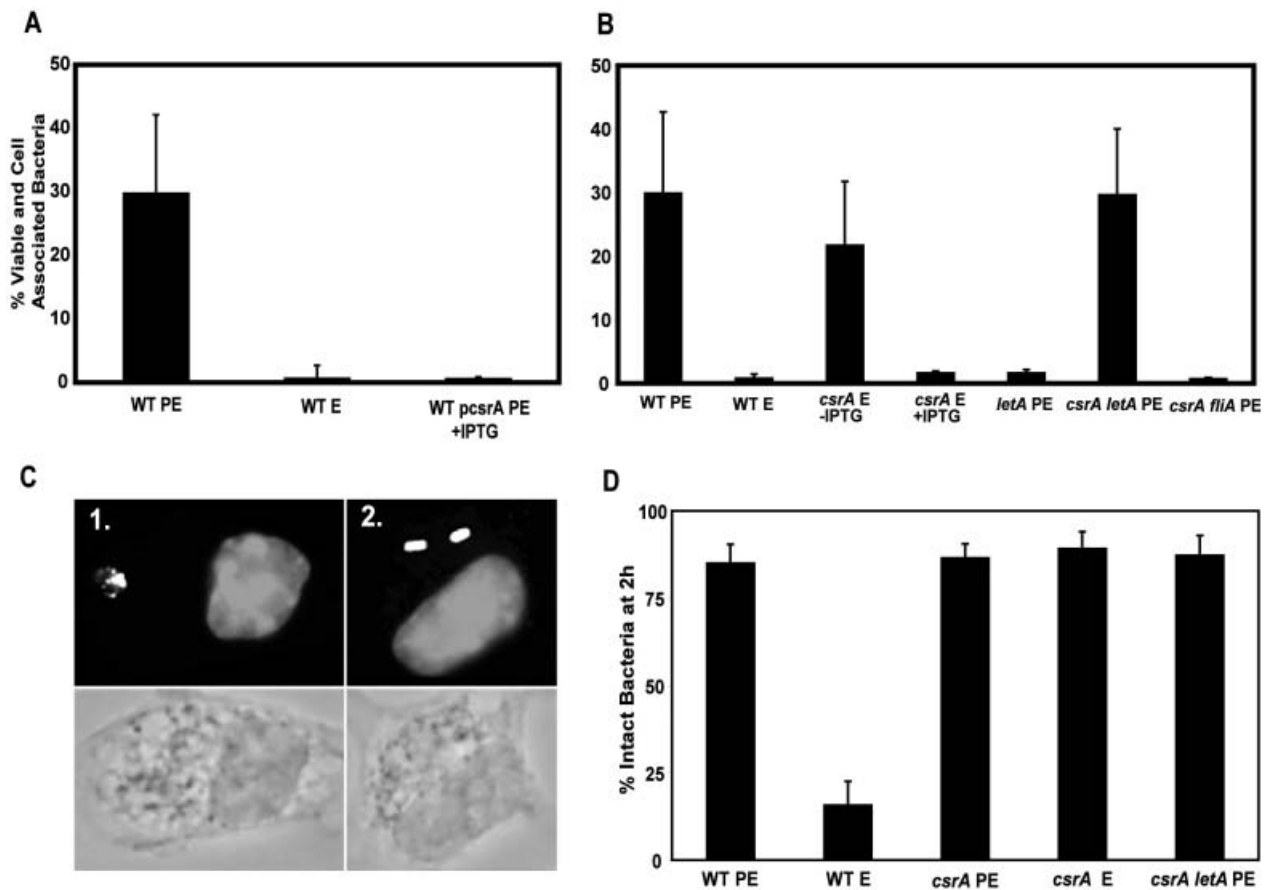 A
% Viable and Cell
Associated Bacteria
50
40
30
20
10
0
WT PE
WT E
WT pcsrA PE
+IPTG
B
50
40
30
20
10
0
WT PE
WT E
csrA E
-IPTG
csrA E
+IPTG
letA PE
csrA letA PE
csrA fliA PE
C
1.
2.
D
% Intact Bacteria at 2h
100
75
50
25
0
WT PE
WT E
csrA PE
csrA E
csrA letA PE